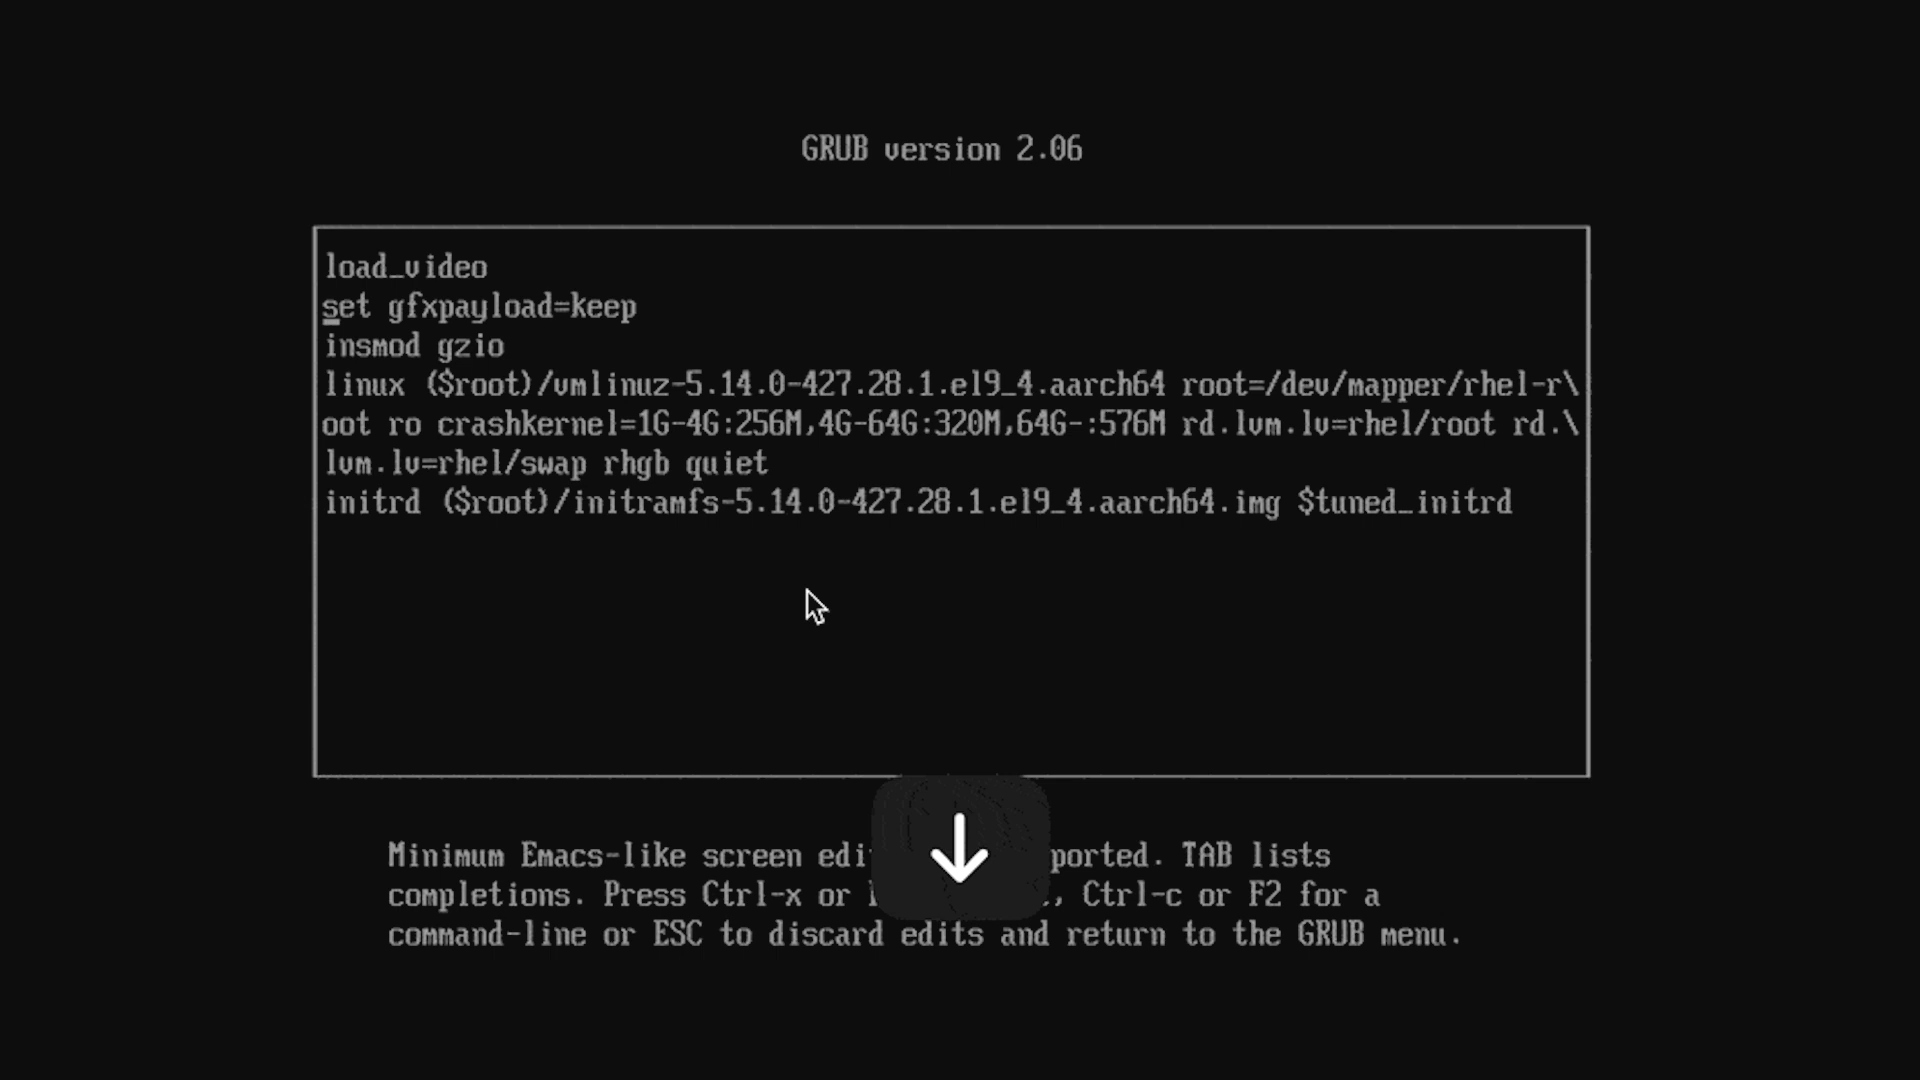 GRUB version 2.06
load_video
set gfxpayload=keep
insmod gzio
linux ($root)/vmlinuz-5.14.0-427.28.1.el9_4.aarch64 root=/dev/mapper/rhel-r\
oot ro crashkernel=1G-4G:256M,4G-64G:320M,64G-:576M rd.lvm.lv=rhel/root rd.\
lvm.lv=rhel/swap rhgb quiet
initrd ($root)/initramfs-5.14.0-427.28.1.el9_4.aarch64.img $tuned_initrd
Minimum Emacs-like screen edi ported. TAB lists
completions. Press Ctrl-x or , Ctrl-c or F2 for a
command-line or ESC to discard edits and return to the GRUB menu.